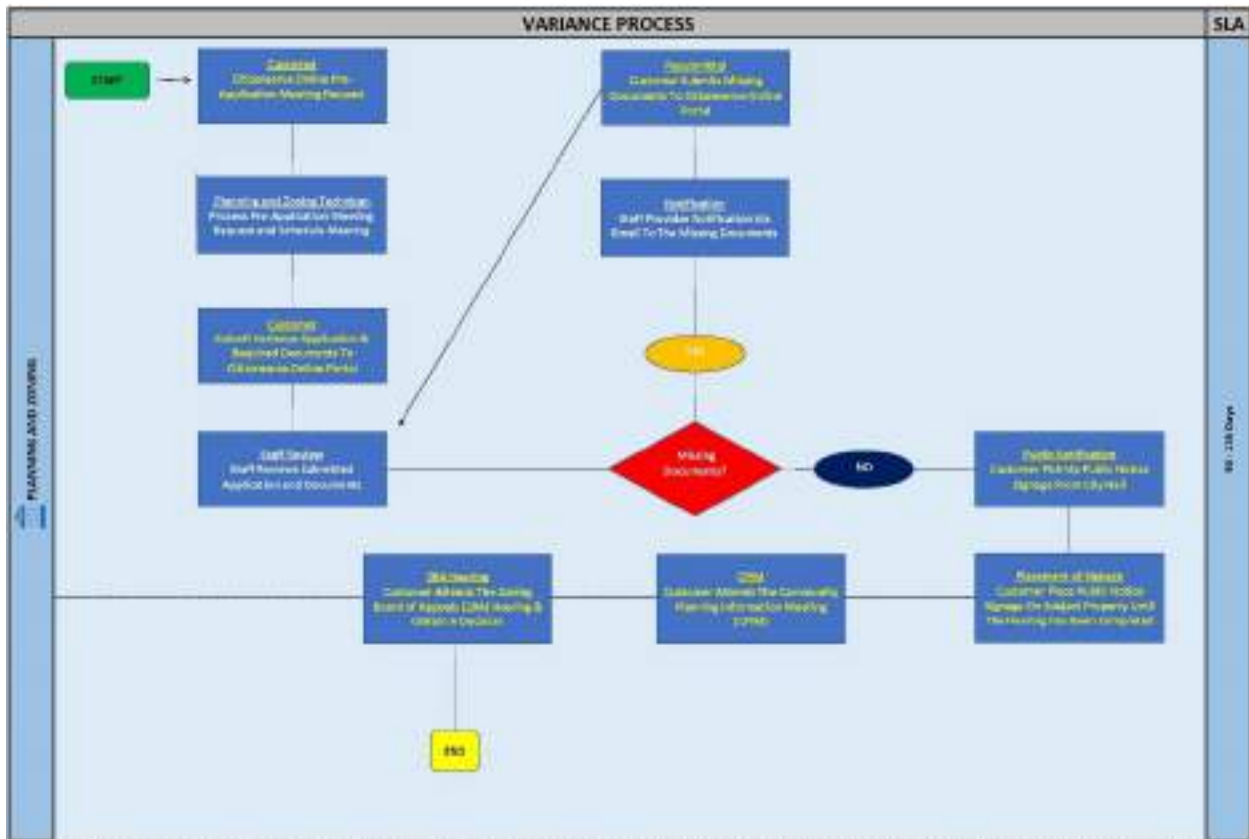 VARIANCE PROCESS
SLA
START
Customer
Citizenserve Online Pre-
Application Meeting Request
Customer Submits Missing
Documents To Citizenserve Online
Portal
Planning and Zoning Technician
Process Pre-Application Meeting
Request and Schedule Meeting
Notification
Staff Provides Notification Via
Email To The Missing Documents
Customer
Submit Variance Application &
Required Documents To
Citizenserve Online Portal
YES
PLANNING AND ZONING
Staff Review
Staff Reviews Submitted
Application and Documents
Missing
Documents?
NO
Public Notification
Customer Picks Up Public Notice
Signage From City Hall
Days
ZBA Hearing
Customer Attends The Zoning
Board of Appeals (ZBA) Hearing &
Obtain A Decision
CPIM
Customer Attends The Community
Planning Information Meeting
(CPIM)
Placement of Signage
Customer Place Public Notice
Signage On Subject Property Until
The Hearing Has Been Completed
END